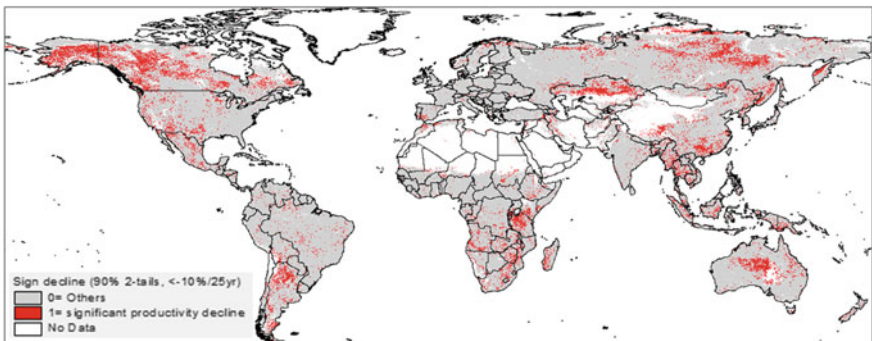 Sign decline (90% 2-tails, <-10%/25yr)
0= Others
1= significant productivity decline
No Data